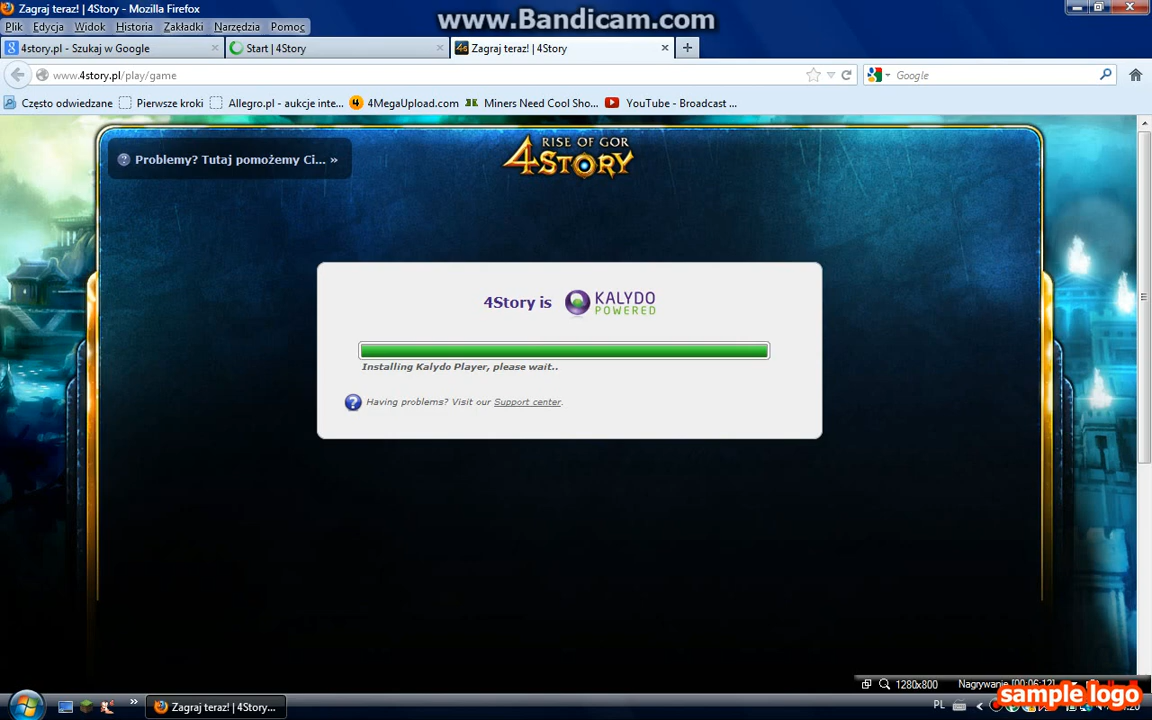 Zagraj teraz! | 4Story - Mozilla Firefox
www.Bandicam.com
Plik Edycja Widok Historia Zakładki Narzędzia Pomoc
4story.pl - Szukaj w Google
Start | 4Story
Zagraj teraz! | 4Story
www.4story.pl/play/game
Google
Często odwiedzane Pierwsze kroki Allegro.pl - aukcje inte... 4MegaUpload.com Miners Need Cool Sho... YouTube - Broadcast ...
Problemy? Tutaj pomożemy Ci... »
RISE OF GOR
4STORY
4Story is KALYDO
POWERED
Installing Kalydo Player, please wait..
Having problems? Visit our Support center.
1280x800 Nagrywanie [00:06:12]
sample logo
Zagraj teraz! | 4Story...
PL